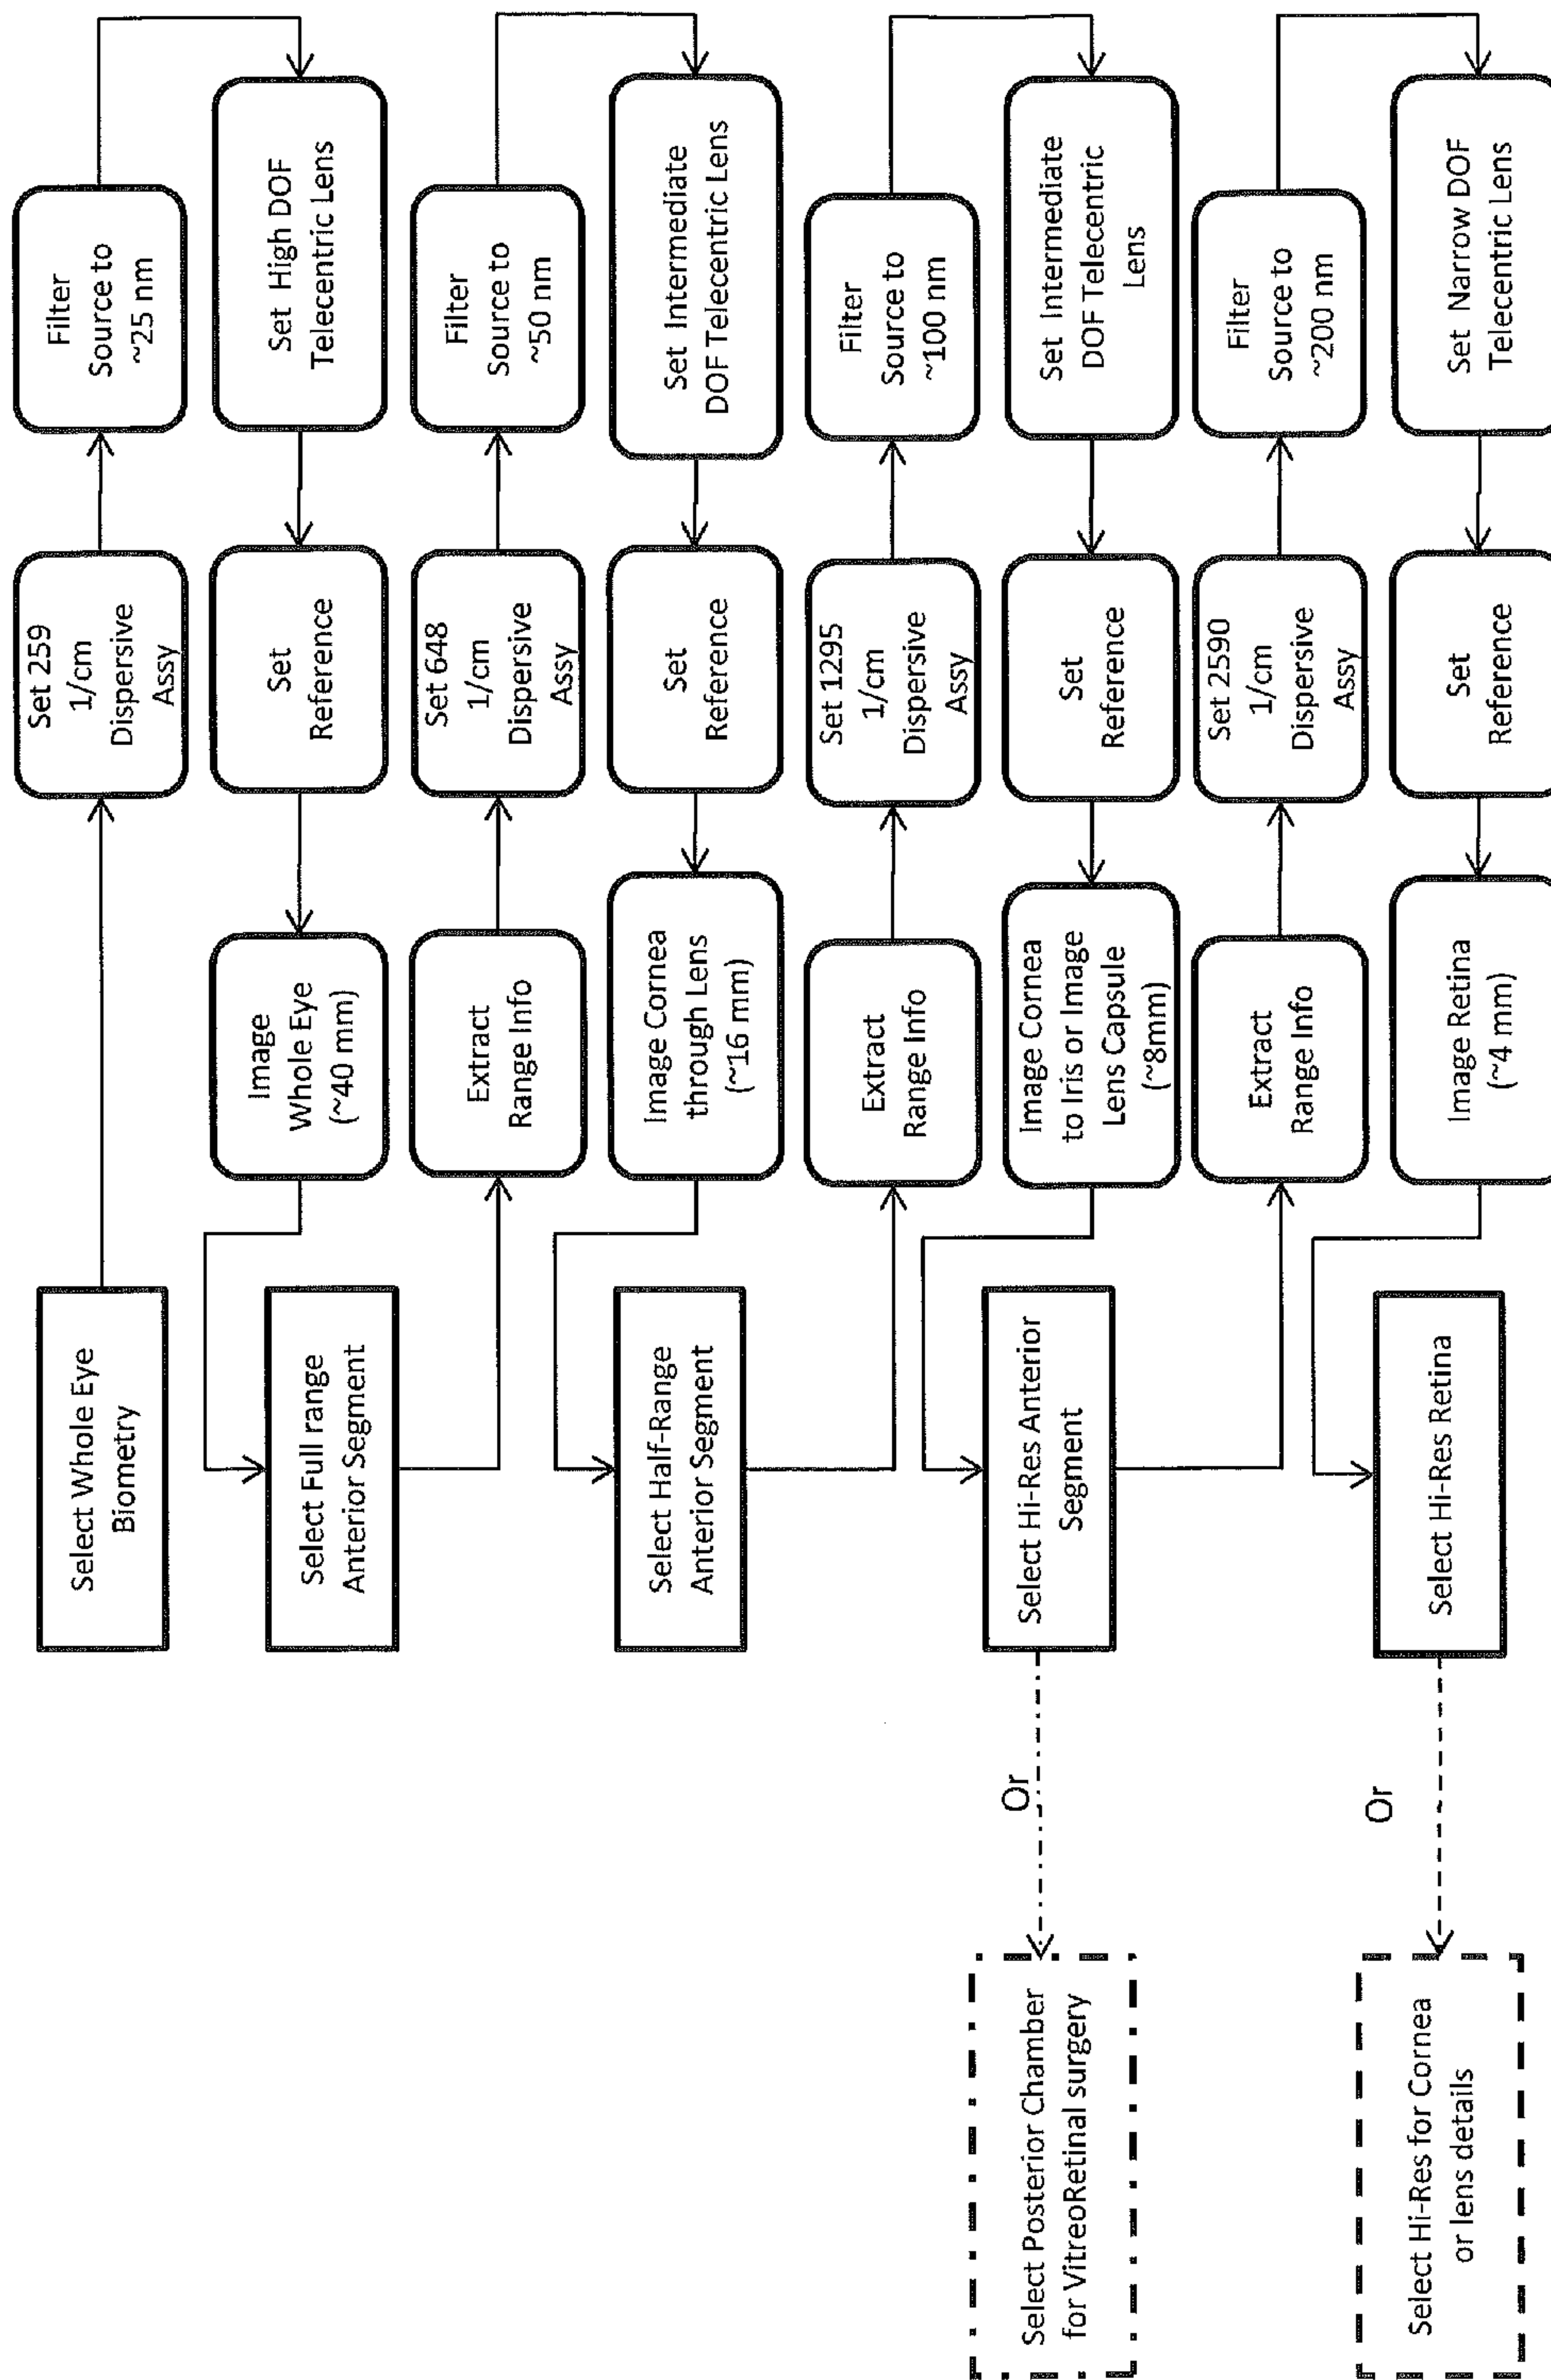 Select Whole Eye
Biometry
Set 259
1/cm
Dispersive
Assy
Filter
Source to
~25 nm
Set High DOF
Telecentric Lens
Set
Reference
Image
Whole Eye
(~40 mm)
Select Full range
Anterior Segment
Extract
Range Info
Set 648
1/cm
Dispersive
Assy
Filter
Source to
~50 nm
Set Intermediate
DOF Telecentric Lens
Set
Reference
Image Cornea
through Lens
(~16 mm)
Select Half-Range
Anterior Segment
Extract
Range Info
Set 1295
1/cm
Dispersive
Assy
Filter
Source to
~100 nm
Set Intermediate
DOF Telecentric
Lens
Set
Reference
Image Cornea
to Iris or Image
Lens Capsule
(~8mm)
Select Hi-Res Anterior
Segment
Or
Select Posterior Chamber
for VitreoRetinal surgery
Extract
Range Info
Set 2590
1/cm
Dispersive
Assy
Filter
Source to
~200 nm
Set Narrow DOF
Telecentric Lens
Set
Reference
Image Retina
(~4 mm)
Select Hi-Res Retina
Or
Select Hi-Res for Cornea
or lens details